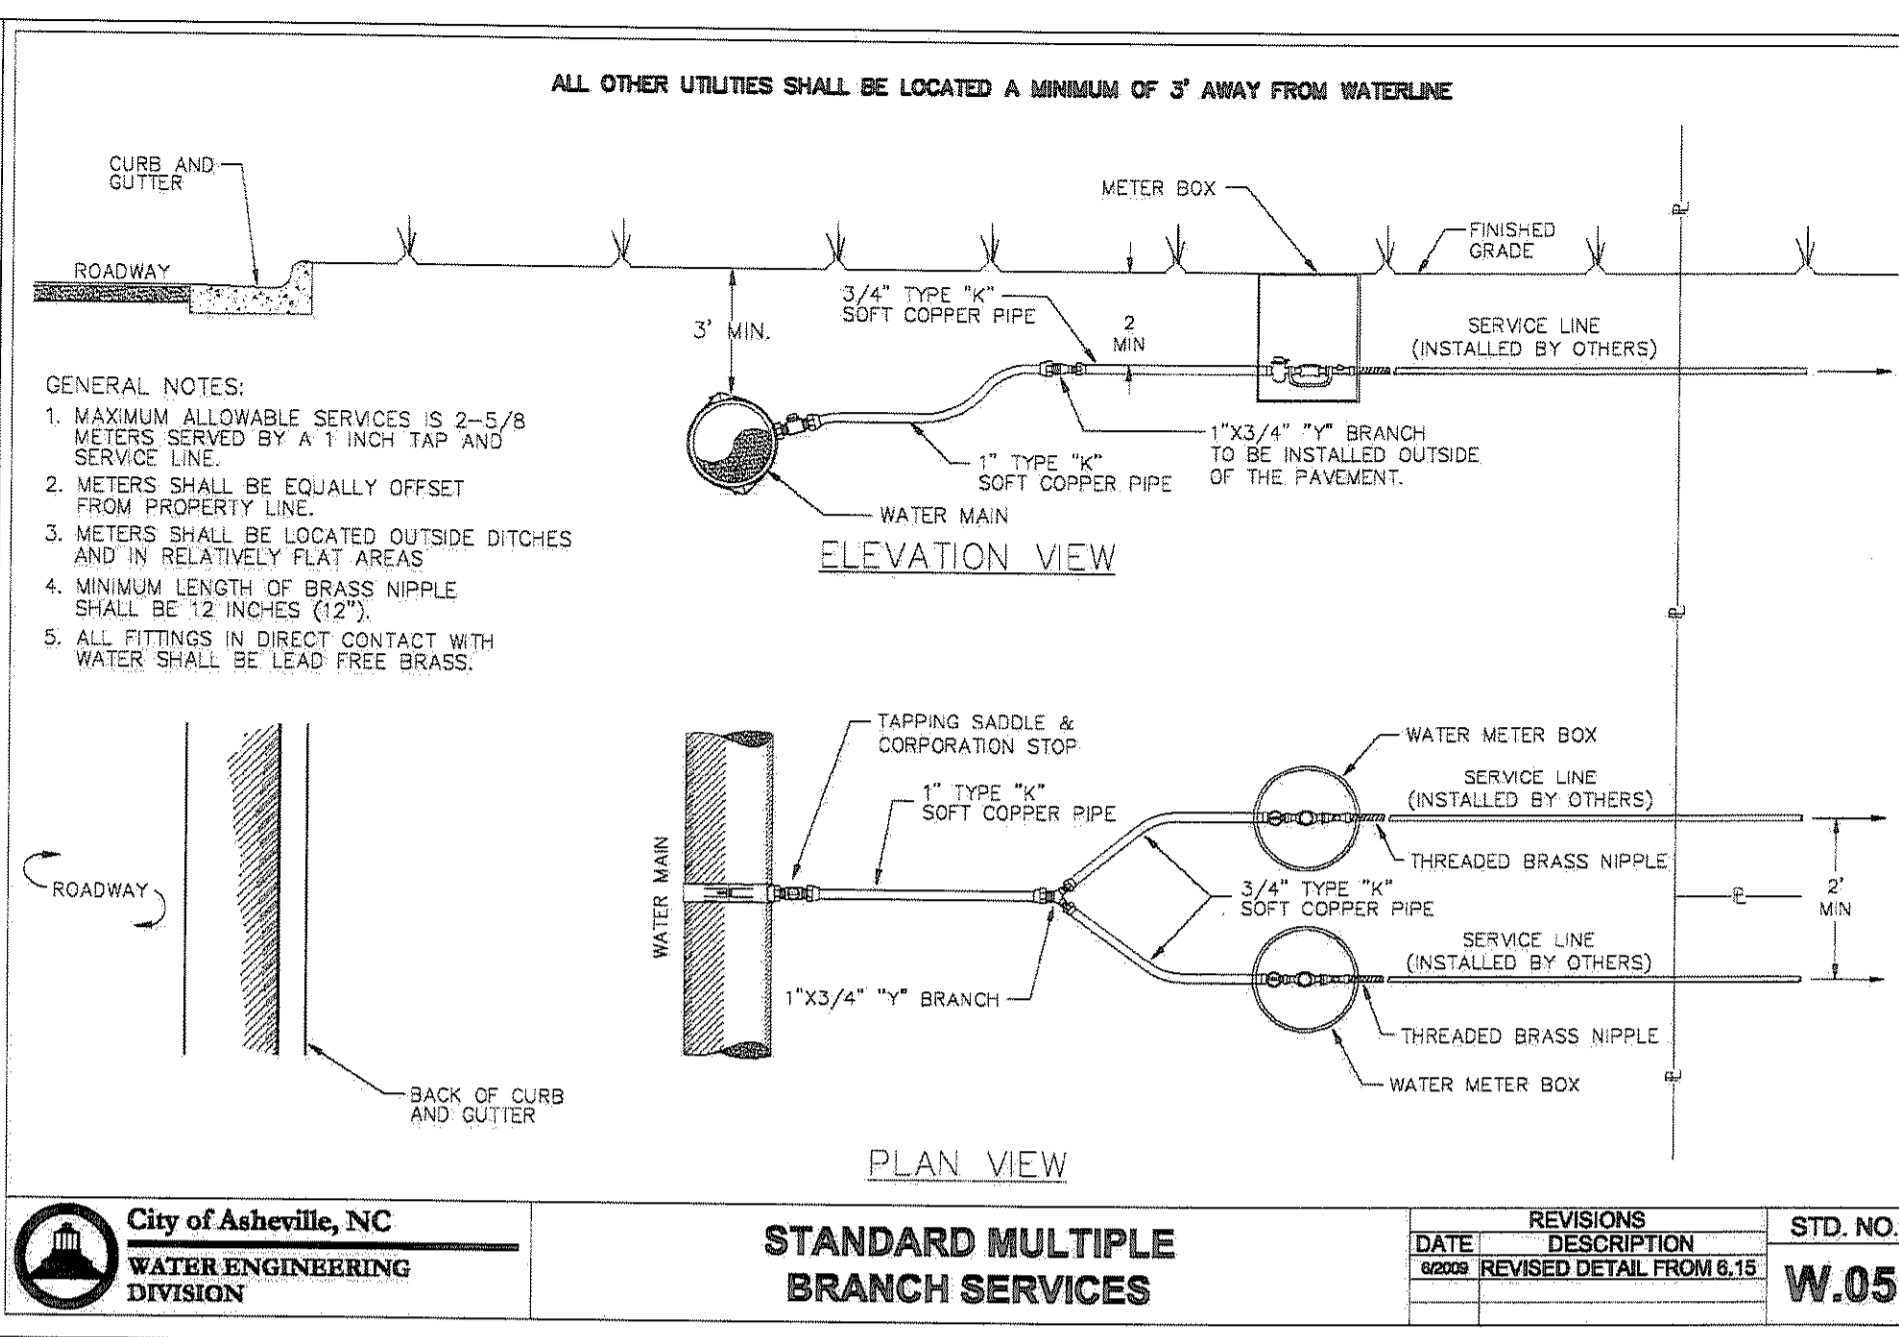 ALL OTHER UTILITIES SHALL BE LOCATED A MINIMUM OF 3' AWAY FROM WATERLINE
CURB AND
GUTTER
ROADWAY
METER BOX
FINISHED
GRADE
PL
3' MIN.
3/4" TYPE "K"
SOFT COPPER PIPE
2
MIN
SERVICE LINE
(INSTALLED BY OTHERS)
1" TYPE "K"
SOFT COPPER PIPE
1"X3/4" "Y" BRANCH
TO BE INSTALLED OUTSIDE
OF THE PAVEMENT.
WATER MAIN
ELEVATION VIEW
GENERAL NOTES:
1. MAXIMUM ALLOWABLE SERVICES IS 2-5/8
METERS SERVED BY A 1 INCH TAP AND
SERVICE LINE.
2. METERS SHALL BE EQUALLY OFFSET
FROM PROPERTY LINE.
3. METERS SHALL BE LOCATED OUTSIDE DITCHES
AND IN RELATIVELY FLAT AREAS
4. MINIMUM LENGTH OF BRASS NIPPLE
SHALL BE 12 INCHES (12").
5. ALL FITTINGS IN DIRECT CONTACT WITH
WATER SHALL BE LEAD FREE BRASS.
PL
TAPPING SADDLE &
CORPORATION STOP
1" TYPE "K"
SOFT COPPER PIPE
WATER METER BOX
SERVICE LINE
(INSTALLED BY OTHERS)
THREADED BRASS NIPPLE
WATER MAIN
ROADWAY
3/4" TYPE "K"
SOFT COPPER PIPE
PL
2'
MIN
SERVICE LINE
(INSTALLED BY OTHERS)
1"X3/4" "Y" BRANCH
THREADED BRASS NIPPLE
WATER METER BOX
PL
BACK OF CURB
AND GUTTER
PLAN VIEW
City of Asheville, NC
WATER ENGINEERING
DIVISION
STANDARD MULTIPLE
BRANCH SERVICES
REVISIONS
DATE DESCRIPTION
6/2009 REVISED DETAIL FROM 6.15
STD. NO.
W.05